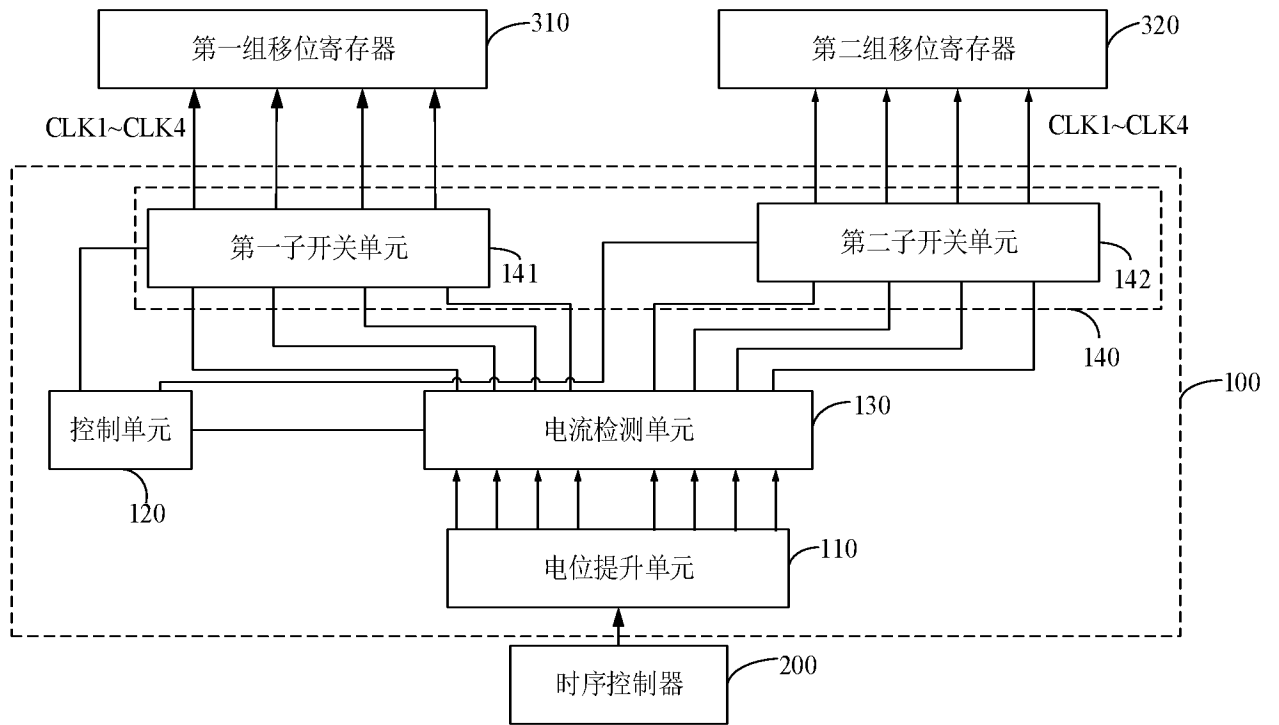 310
第一组移位寄存器
320
第二组移位寄存器
CLK1~CLK4
CLK1~CLK4
第一子开关单元
141
第二子开关单元
142
140
100
控制单元
120
电流检测单元
130
电位提升单元
110
时序控制器
200